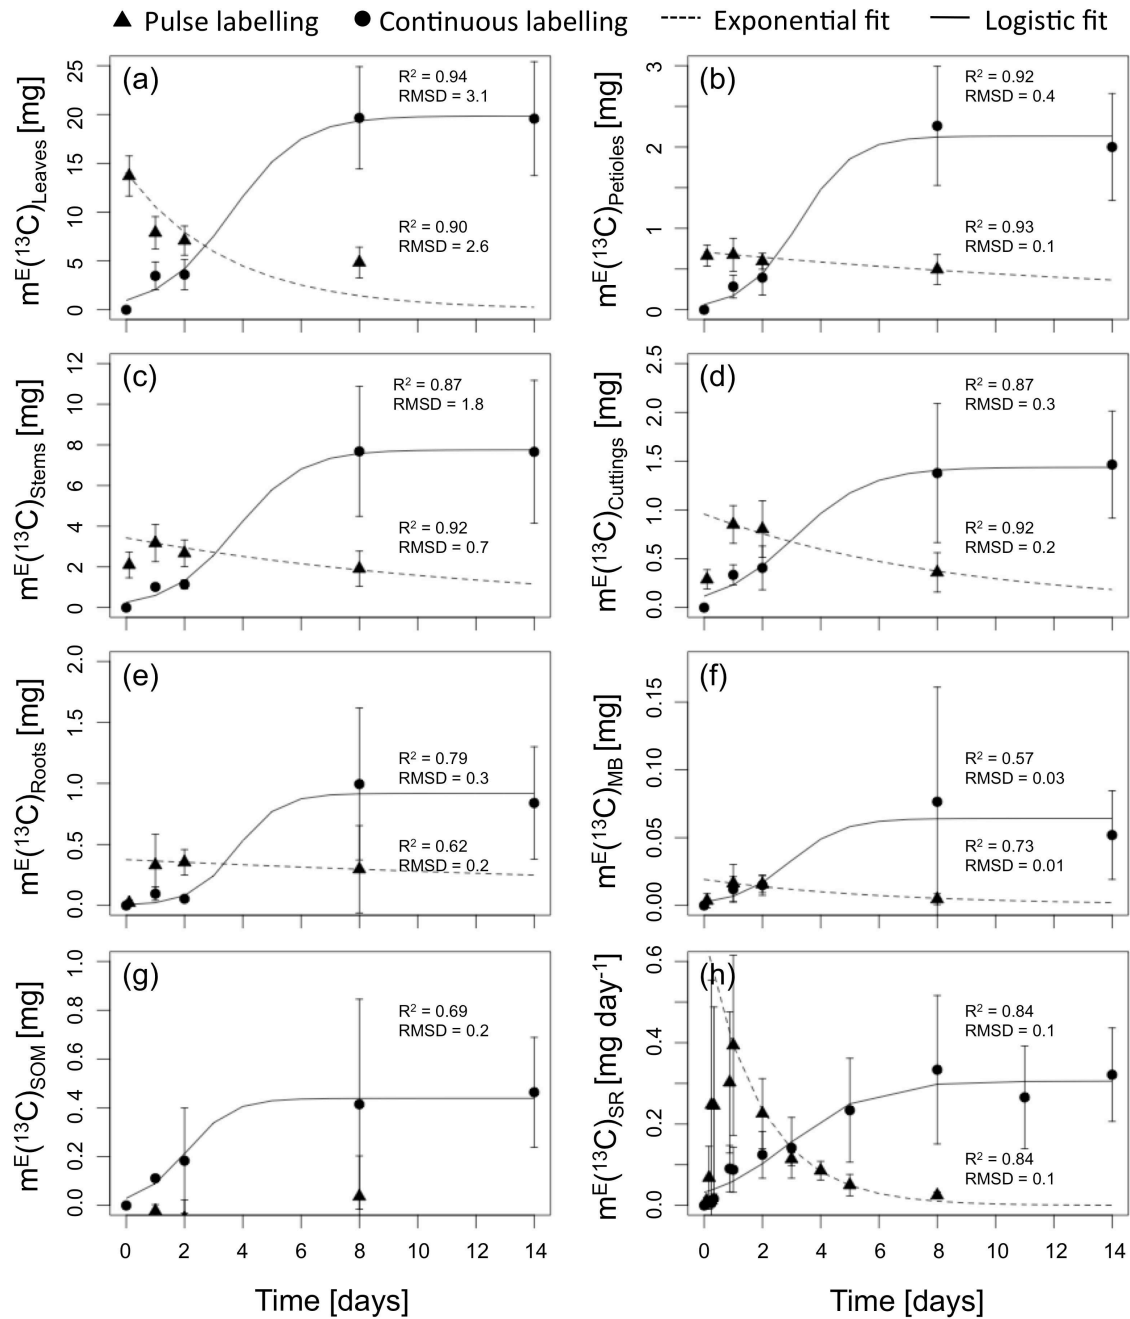 Pulse labelling Continuous labelling Exponential fit Logistic fit
(a)
R² = 0.94
RMSD = 3.1
R² = 0.90
RMSD = 2.6
mᴱ(¹³C)Leaves [mg]
0 5 10 15 20 25
(b)
R² = 0.92
RMSD = 0.4
R² = 0.93
RMSD = 0.1
mᴱ(¹³C)Petioles [mg]
0 1 2 3
(c)
R² = 0.87
RMSD = 1.8
R² = 0.92
RMSD = 0.7
mᴱ(¹³C)Stems [mg]
0 2 4 6 8 10 12
(d)
R² = 0.87
RMSD = 0.3
R² = 0.92
RMSD = 0.2
mᴱ(¹³C)Cuttings [mg]
0.0 0.5 1.0 1.5 2.0 2.5
(e)
R² = 0.79
RMSD = 0.3
R² = 0.62
RMSD = 0.2
mᴱ(¹³C)Roots [mg]
0.0 0.5 1.0 1.5 2.0
(f)
R² = 0.57
RMSD = 0.03
R² = 0.73
RMSD = 0.01
mᴱ(¹³C)MB [mg]
0.00 0.05 0.10 0.15
(g)
R² = 0.69
RMSD = 0.2
mᴱ(¹³C)SOM [mg]
0.0 0.2 0.4 0.6 0.8 1.0
0 2 4 6 8 10 12 14
Time [days]
(h)
R² = 0.84
RMSD = 0.1
R² = 0.84
RMSD = 0.1
mᴱ(¹³C)SR [mg day⁻¹]
0.0 0.2 0.4 0.6
0 2 4 6 8 10 12 14
Time [days]